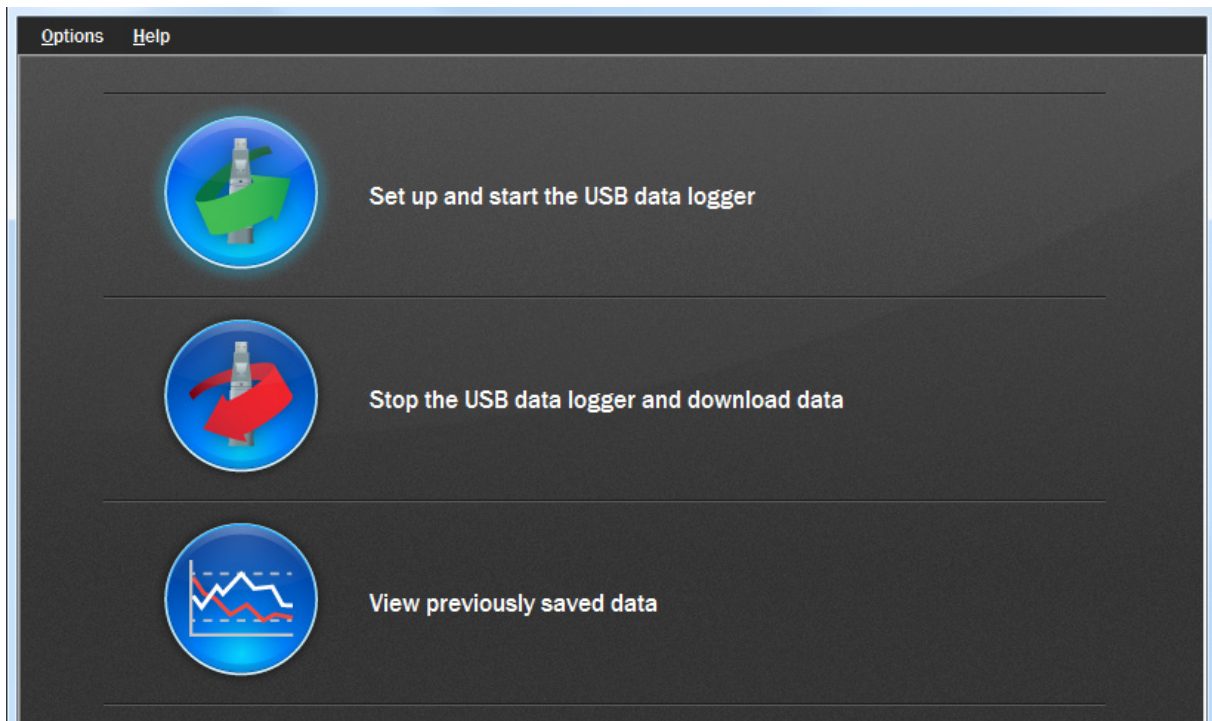 Options Help
Set up and start the USB data logger
Stop the USB data logger and download data
View previously saved data